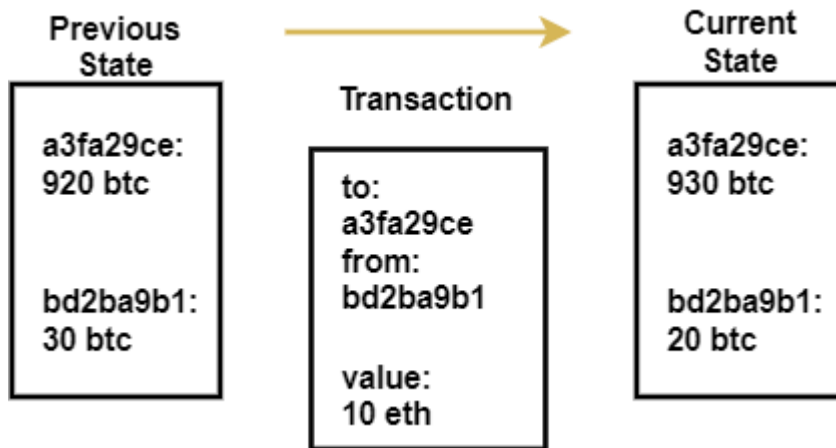 Previous
State
a3fa29ce:
920 btc
bd2ba9b1:
30 btc
Transaction
to:
a3fa29ce
from:
bd2ba9b1
value:
10 eth
Current
State
a3fa29ce:
930 btc
bd2ba9b1:
20 btc